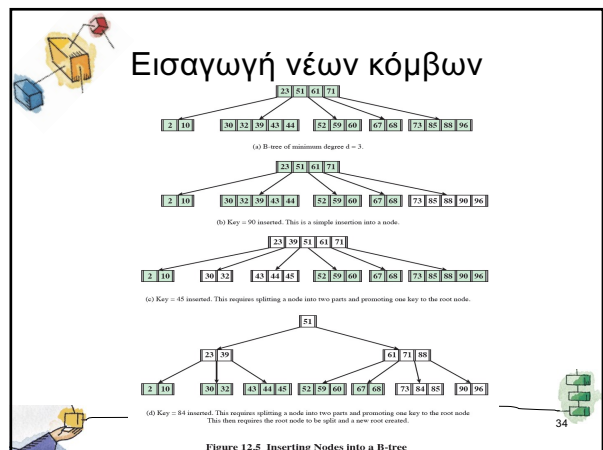 Εισαγωγή νέων κόμβων
23 51 61 71
2 10 30 32 39 43 44 52 59 60 67 68 73 85 88 96
(a) B-tree of minimum degree d = 3.
23 51 61 71
2 10 30 32 39 43 44 52 59 60 67 68 73 85 88 90 96
(b) Key = 90 inserted. This is a simple insertion into a node.
23 39 51 61 71
2 10 30 32 43 44 45 52 59 60 67 68 73 85 88 90 96
(c) Key = 45 inserted. This requires splitting a node into two parts and promoting one key to the root node.
51
23 39 61 71 88
2 10 30 32 43 44 45 52 59 60 67 68 73 84 85 90 96
(d) Key = 84 inserted. This requires splitting a node into two parts and promoting one key to the root node
This then requires the root node to be split and a new root created.
34
Figure 12.5 Inserting Nodes into a B-tree